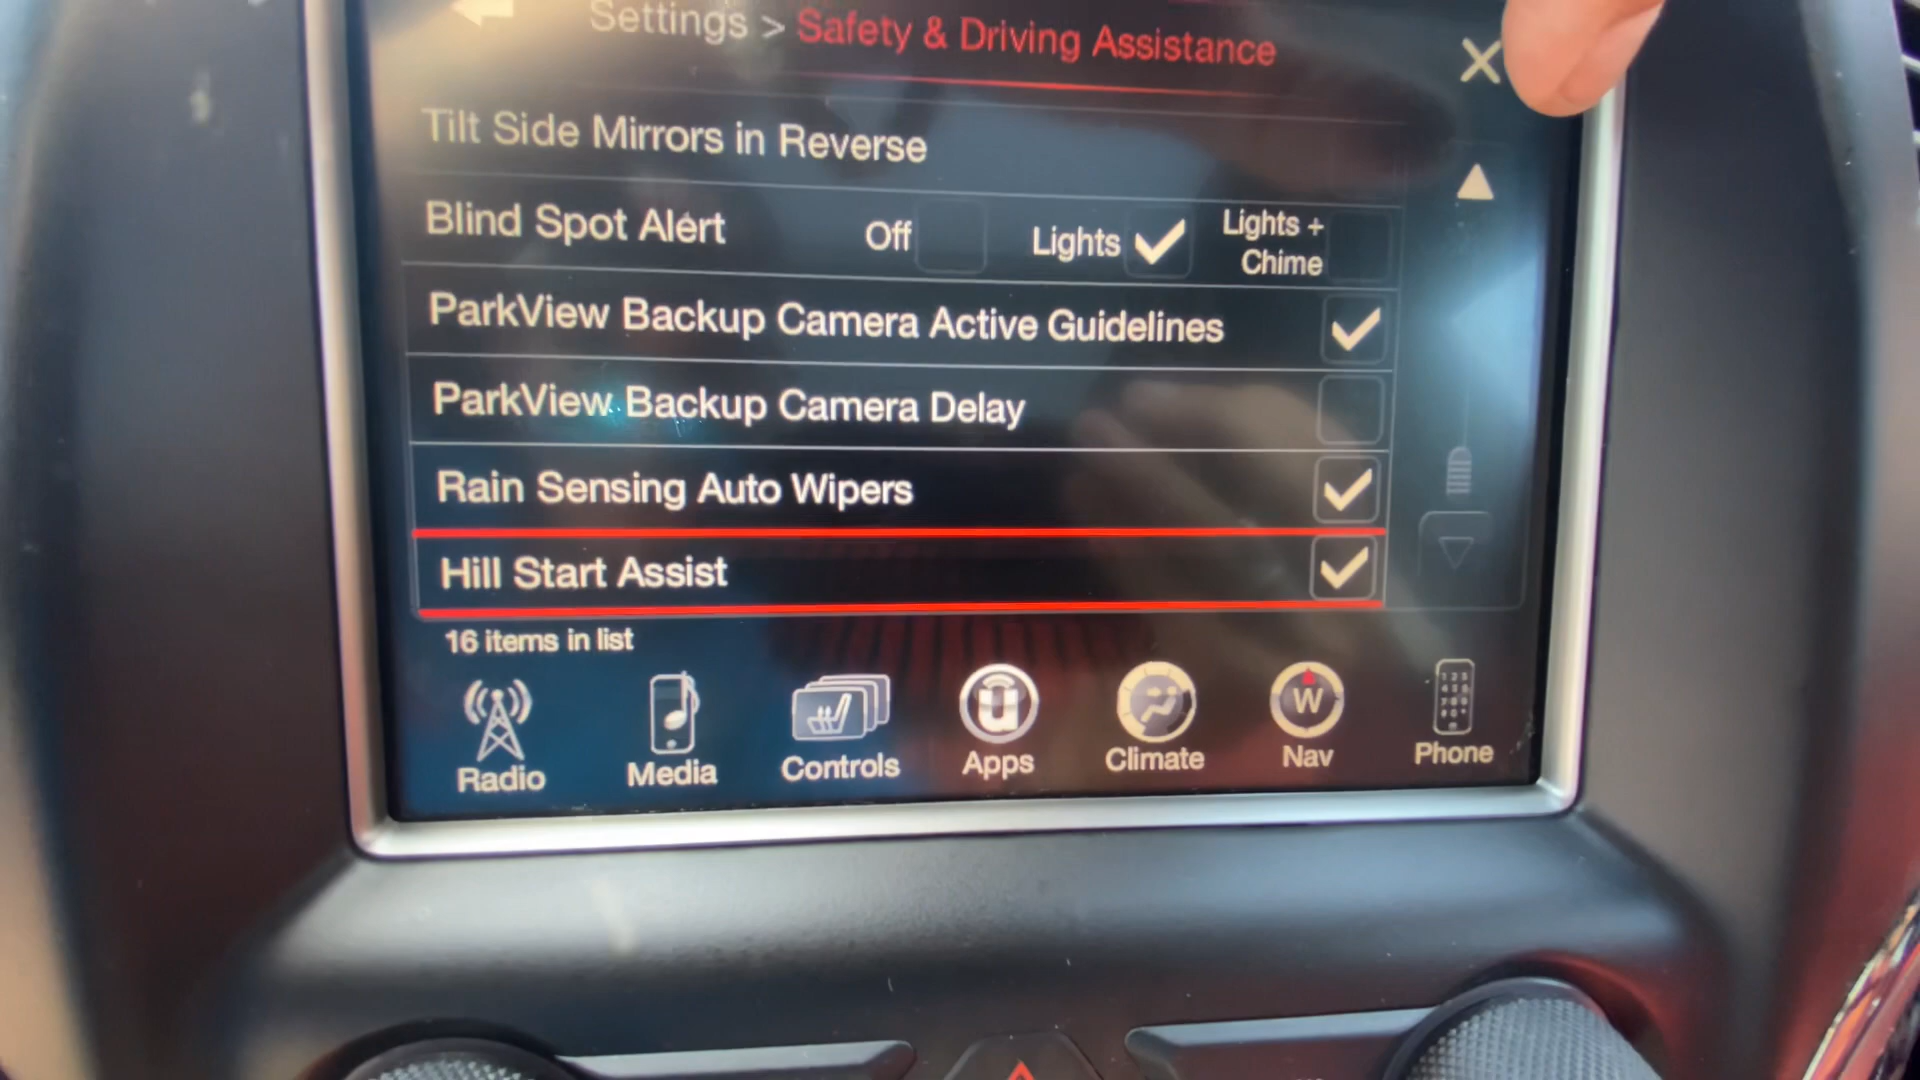 Settings > Safety & Driving Assistance
Tilt Side Mirrors in Reverse
Blind Spot Alert Off Lights Lights + Chime
ParkView Backup Camera Active Guidelines
ParkView Backup Camera Delay
Rain Sensing Auto Wipers
Hill Start Assist
16 items in list
W
Radio Media Controls Apps Climate Nav Phone